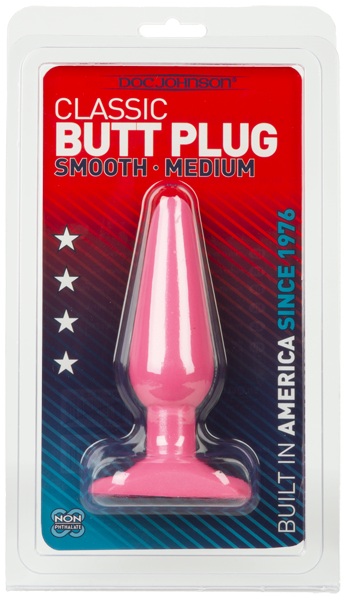 DOC JOHNSON®
CLASSIC
BUTT PLUG
SMOOTH · MEDIUM
BUILT IN AMERICA SINCE 1976
NON
PHTHALATE